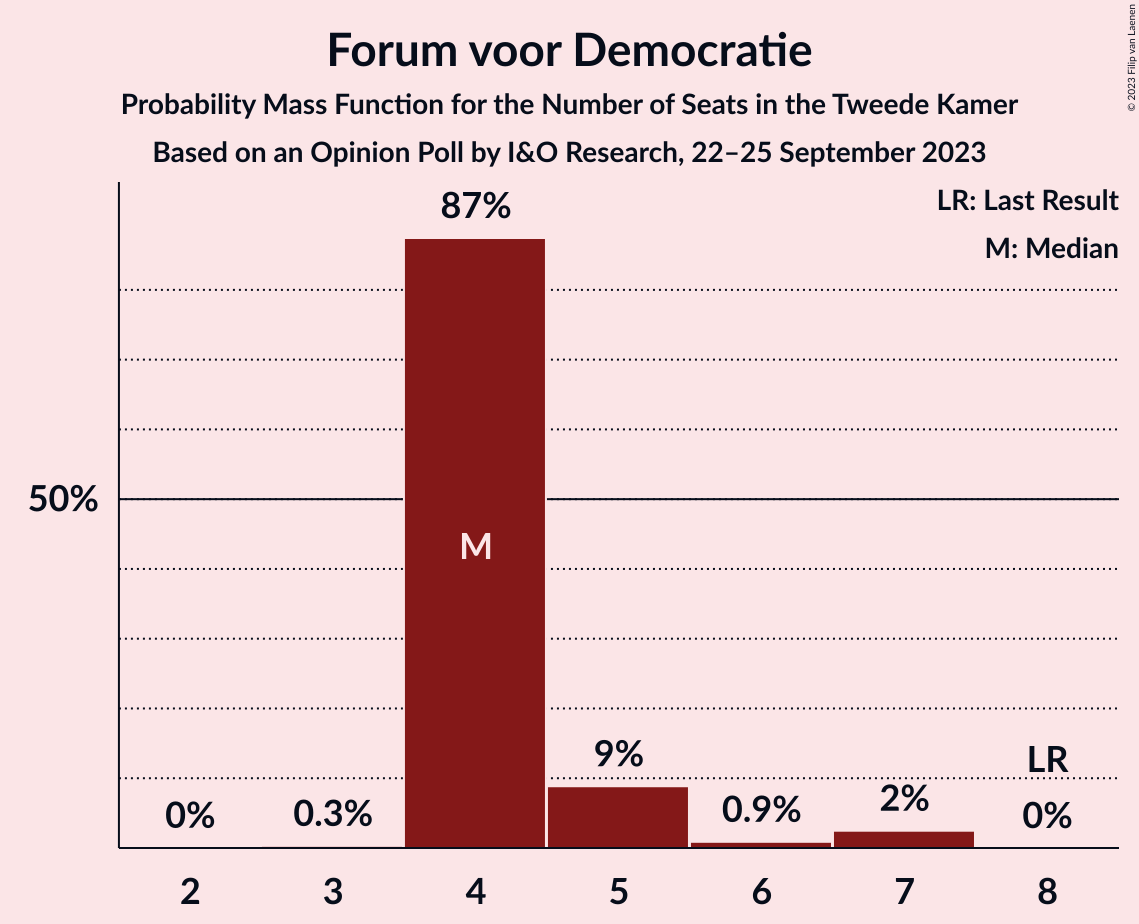 Forum voor Democratie
Probability Mass Function for the Number of Seats in the Tweede Kamer
Based on an Opinion Poll by I&O Research, 22–25 September 2023
© 2023 Filip van Laenen
LR: Last Result
M: Median
87%
50%
M
9%
LR
0%
0.3%
0.9%
2%
0%
2
3
4
5
6
7
8